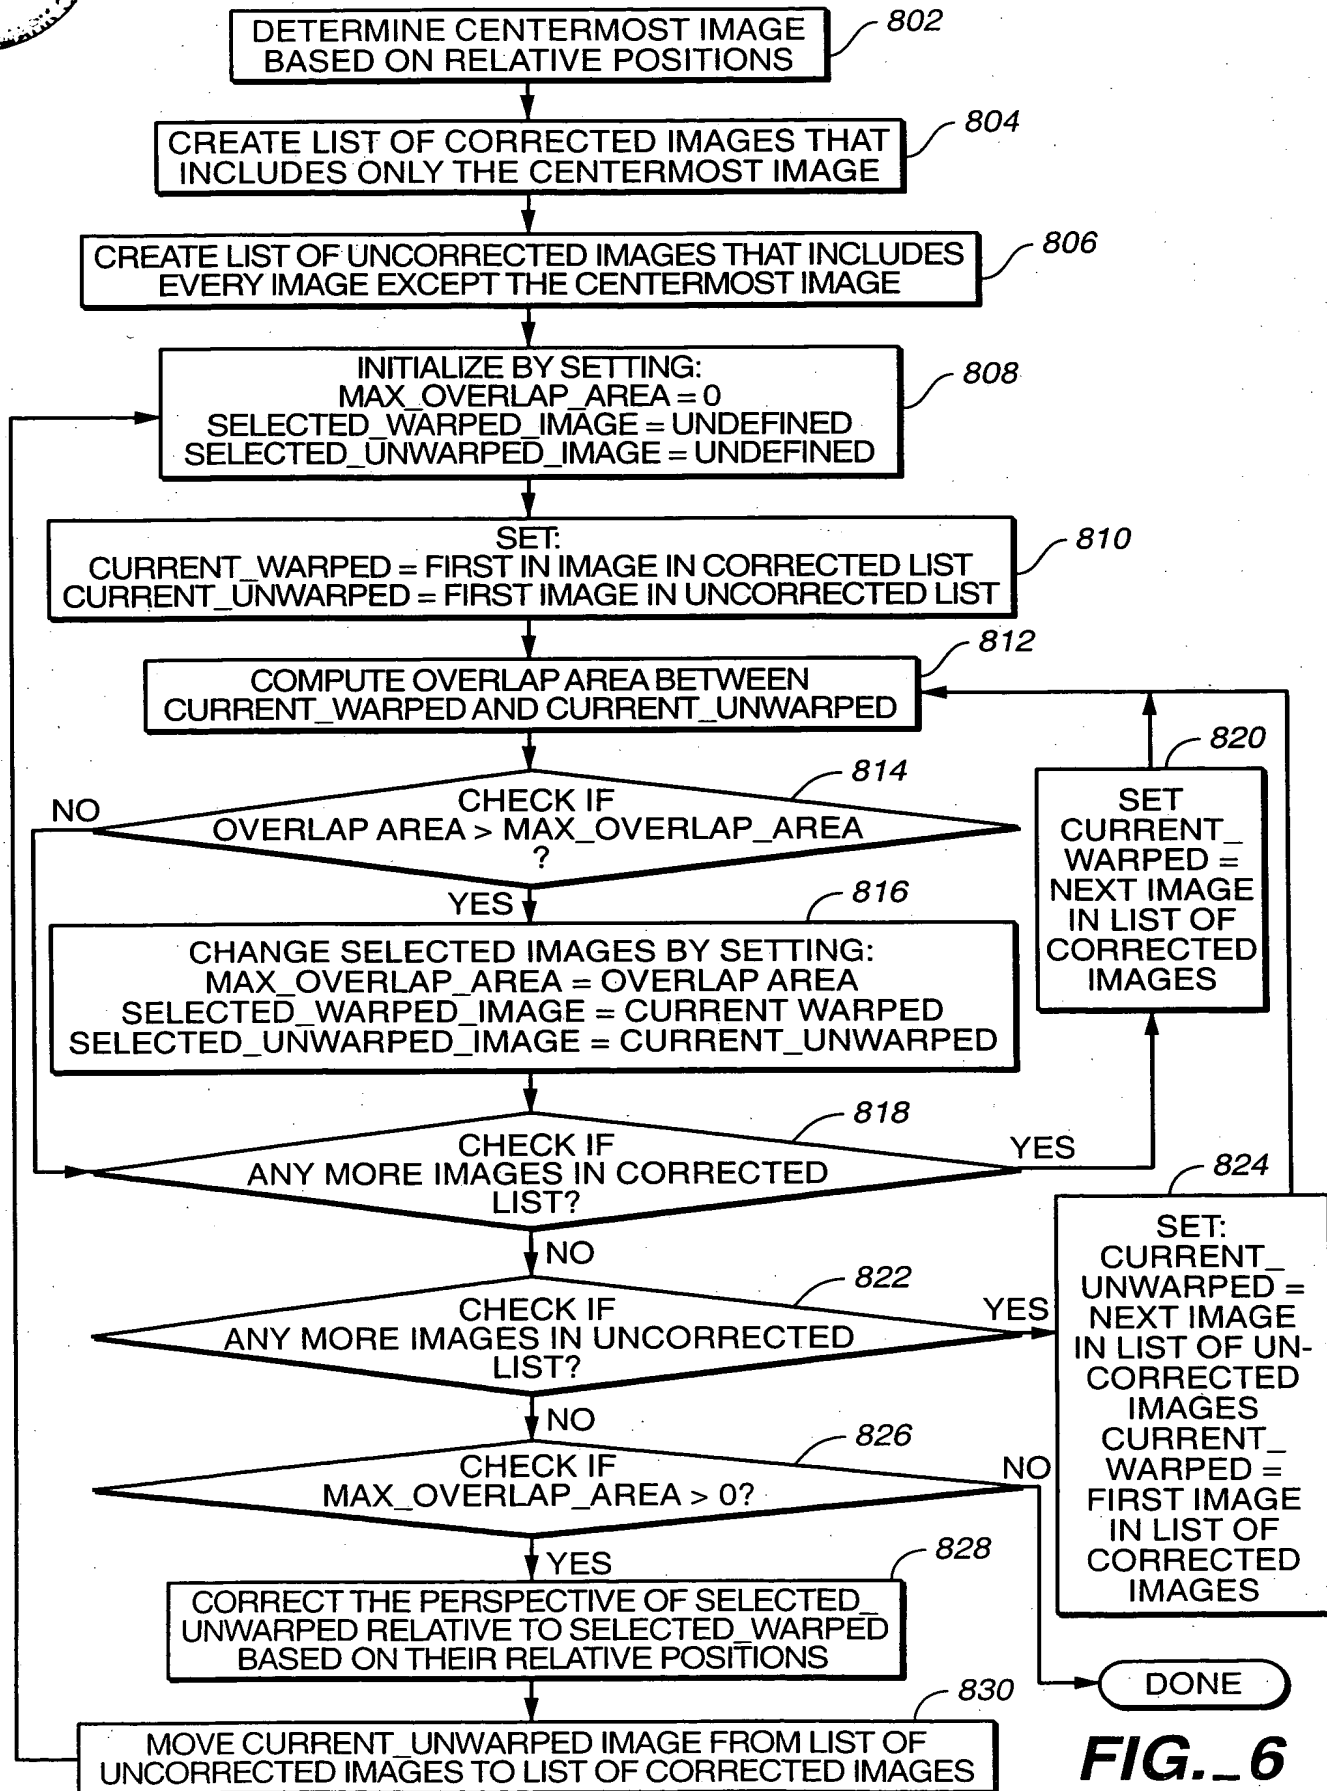 802
DETERMINE CENTERMOST IMAGE
BASED ON RELATIVE POSITIONS
804
CREATE LIST OF CORRECTED IMAGES THAT
INCLUDES ONLY THE CENTERMOST IMAGE
806
CREATE LIST OF UNCORRECTED IMAGES THAT INCLUDES
EVERY IMAGE EXCEPT THE CENTERMOST IMAGE
808
INITIALIZE BY SETTING:
MAX_OVERLAP_AREA = 0
SELECTED_WARPED_IMAGE = UNDEFINED
SELECTED_UNWARPED_IMAGE = UNDEFINED
810
SET:
CURRENT_WARPED = FIRST IN IMAGE IN CORRECTED LIST
CURRENT_UNWARPED = FIRST IMAGE IN UNCORRECTED LIST
812
COMPUTE OVERLAP AREA BETWEEN
CURRENT_WARPED AND CURRENT_UNWARPED
814
CHECK IF
OVERLAP AREA > MAX_OVERLAP_AREA
?
NO
YES
816
CHANGE SELECTED IMAGES BY SETTING:
MAX_OVERLAP_AREA = OVERLAP AREA
SELECTED_WARPED_IMAGE = CURRENT WARPED
SELECTED_UNWARPED_IMAGE = CURRENT_UNWARPED
818
CHECK IF
ANY MORE IMAGES IN CORRECTED
LIST?
YES
NO
820
SET
CURRENT_
WARPED =
NEXT IMAGE
IN LIST OF
CORRECTED
IMAGES
822
CHECK IF
ANY MORE IMAGES IN UNCORRECTED
LIST?
YES
NO
824
SET:
CURRENT_
UNWARPED =
NEXT IMAGE
IN LIST OF UN-
CORRECTED
IMAGES
CURRENT_
WARPED =
FIRST IMAGE
IN LIST OF
CORRECTED
IMAGES
826
CHECK IF
MAX_OVERLAP_AREA > 0?
NO
YES
828
CORRECT THE PERSPECTIVE OF SELECTED_
UNWARPED RELATIVE TO SELECTED_WARPED
BASED ON THEIR RELATIVE POSITIONS
830
MOVE CURRENT_UNWARPED IMAGE FROM LIST OF
UNCORRECTED IMAGES TO LIST OF CORRECTED IMAGES
DONE
FIG._6